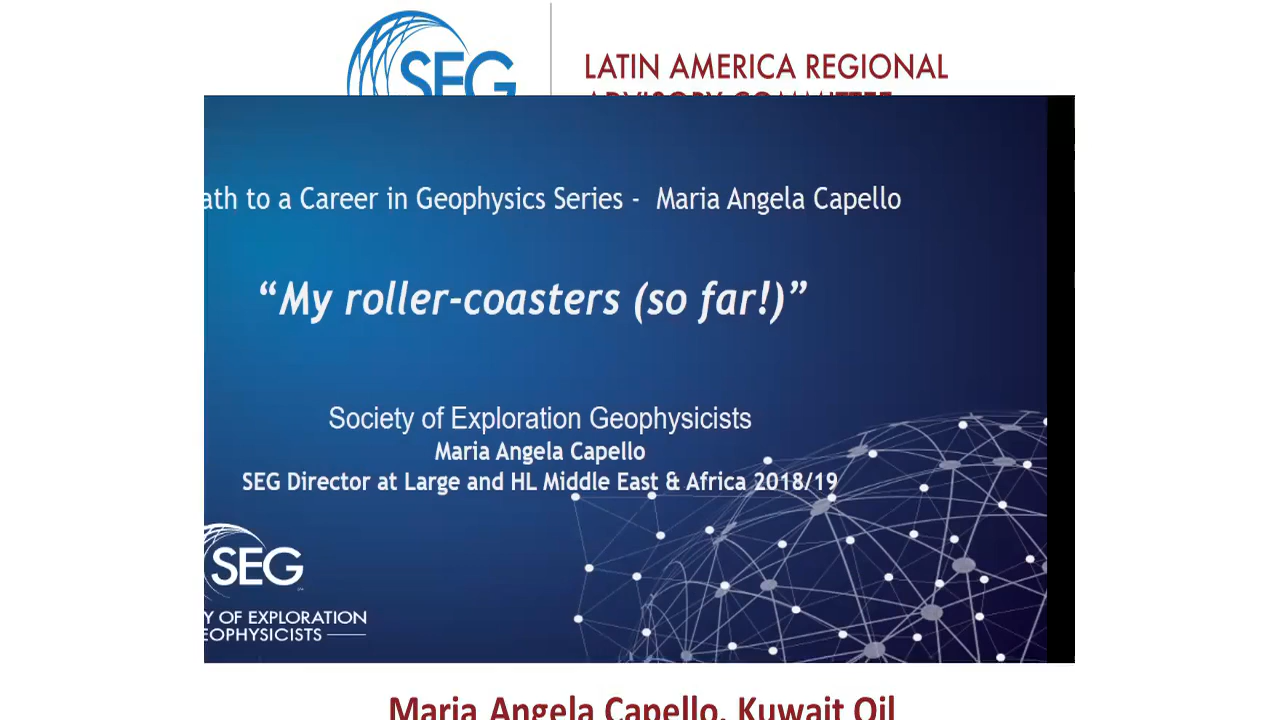 SEG
LATIN AMERICA REGIONAL
ADVISORY COMMITTEE
ath to a Career in Geophysics Series - Maria Angela Capello
“My roller-coasters (so far!)”
Society of Exploration Geophysicists
Maria Angela Capello
SEG Director at Large and HL Middle East & Africa 2018/19
SEG
Y OF EXPLORATION
EOPHYSICISTS
Maria Angela Capello, Kuwait Oil